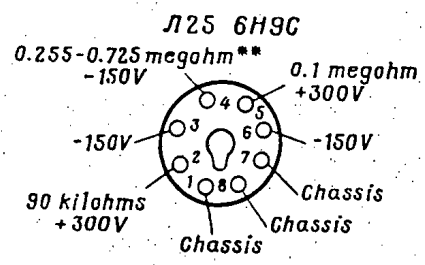 Л25 6Н9С
0.255-0.725 megohm**
-150V
0.1 megohm
+300V
4
5
3
6
-150V
-150V
2
7
90 kilohms
+300V
1
8
Chassis
Chassis
Chassis